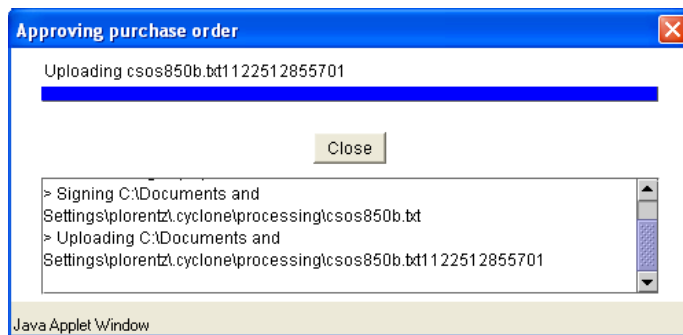 Approving purchase order
Uploading csos850b.txt1122512855701
Close
> Signing C:\Documents and
Settings\plorentz\.cyclone\processing\csos850b.txt
> Uploading C:\Documents and
Settings\plorentz\.cyclone\processing\csos850b.txt1122512855701
Java Applet Window